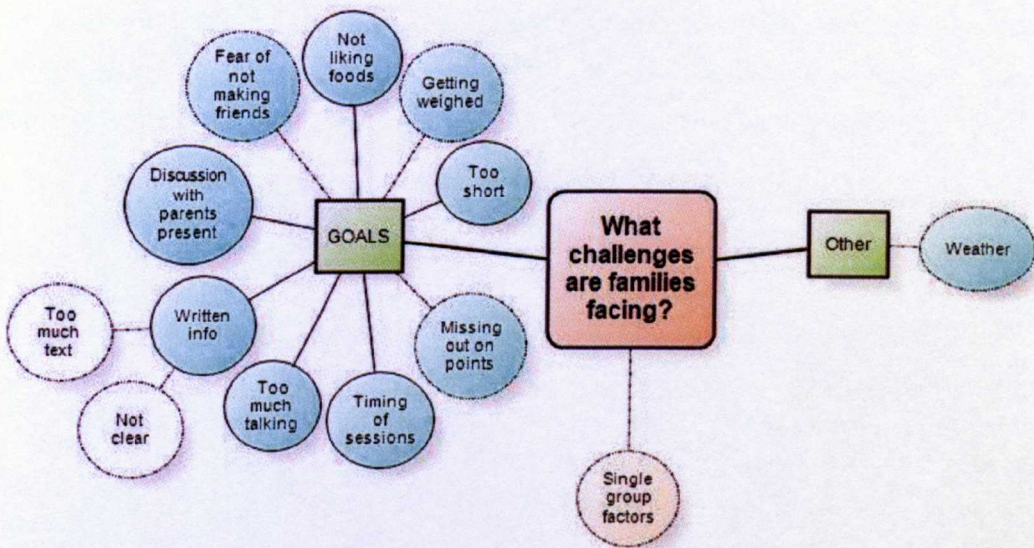 Fear of
not
making
friends
Not
liking
foods
Getting
weighed
Discussion
with
parents
present
Too
short
GOALS
What
challenges
are families
facing?
Other
Weather
Too
much
text
Written
info
Missing
out on
points
Not
clear
Too
much
talking
Timing
of
sessions
Single
group
factors